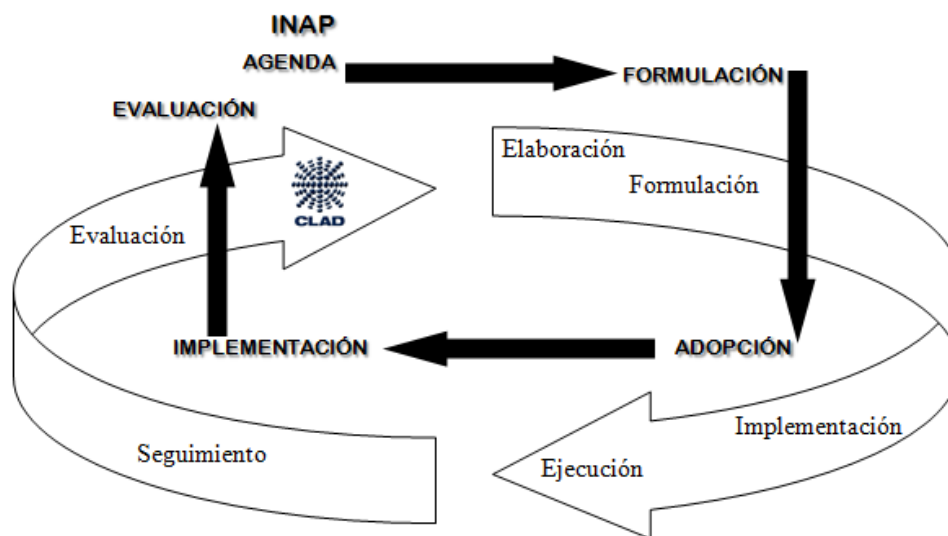 INAP
AGENDA
FORMULACIÓN
EVALUACIÓN
Elaboración
Formulación
CLAD
Evaluación
IMPLEMENTACIÓN
ADOPCIÓN
Implementación
Seguimiento
Ejecución